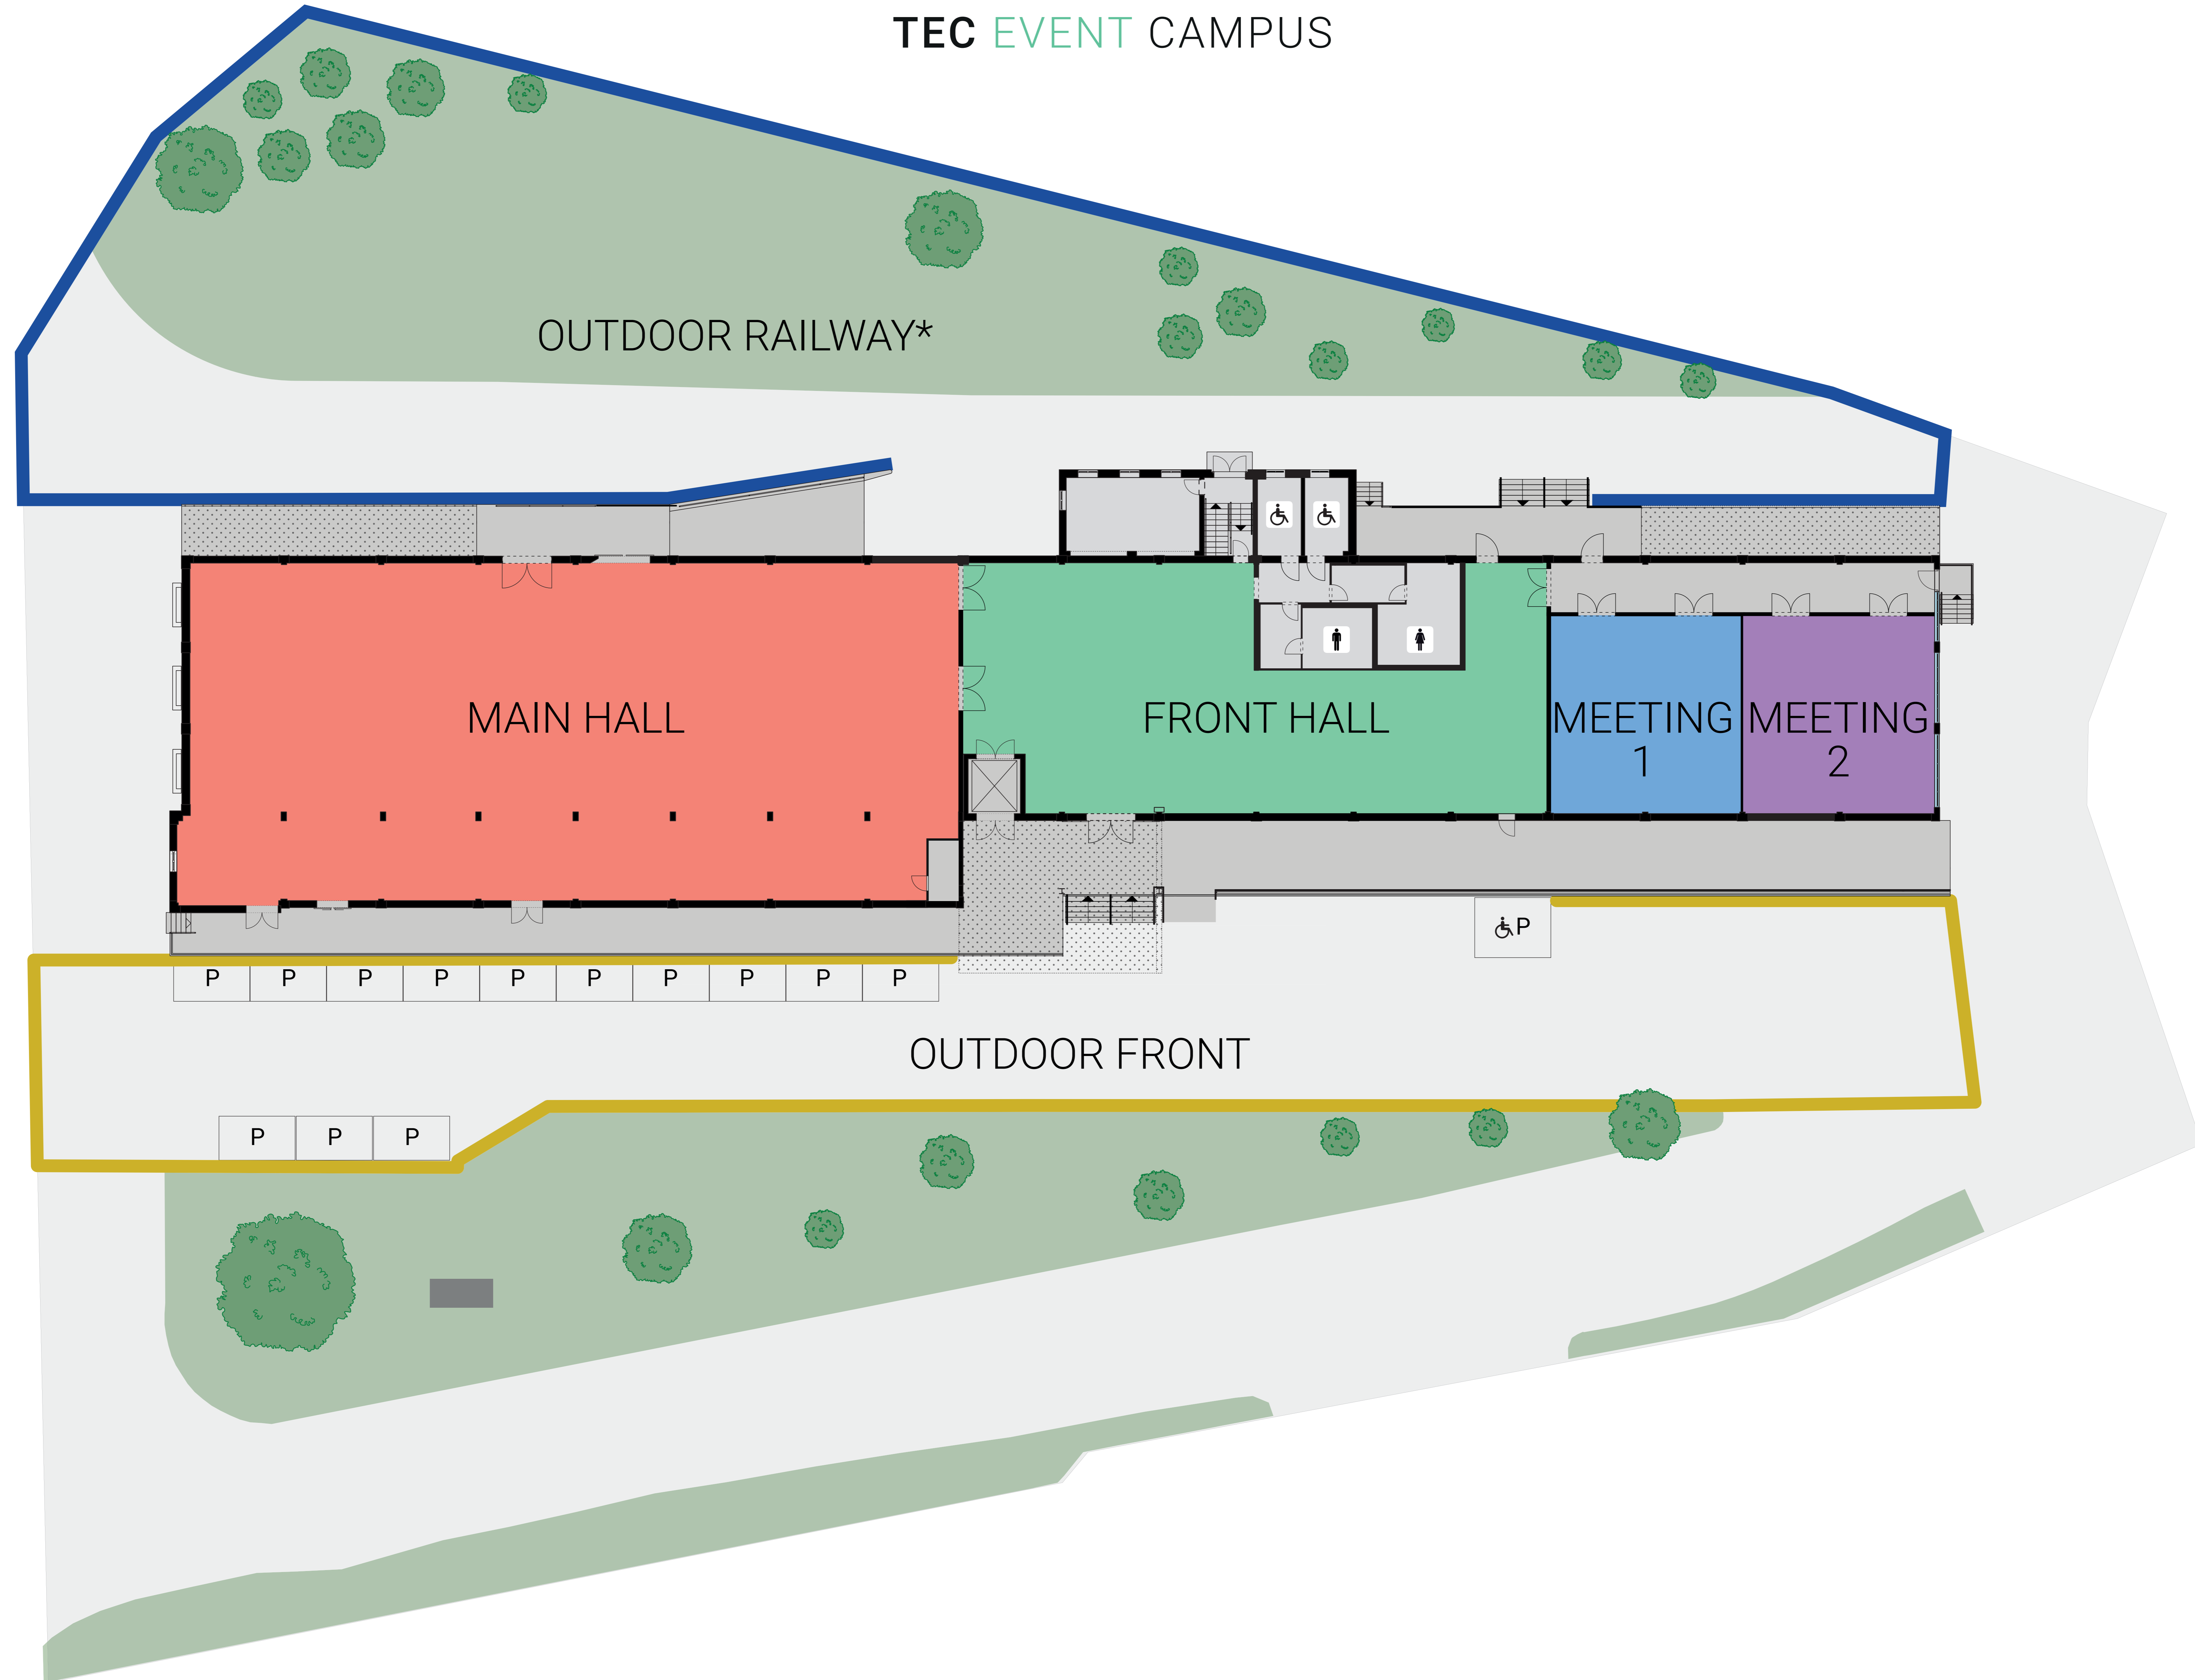 TEC EVENT CAMPUS
OUTDOOR RAILWAY*
MAIN HALL
FRONT HALL
MEETING
1
MEETING
2
P
P P P P P P P P P P
OUTDOOR FRONT
P P P